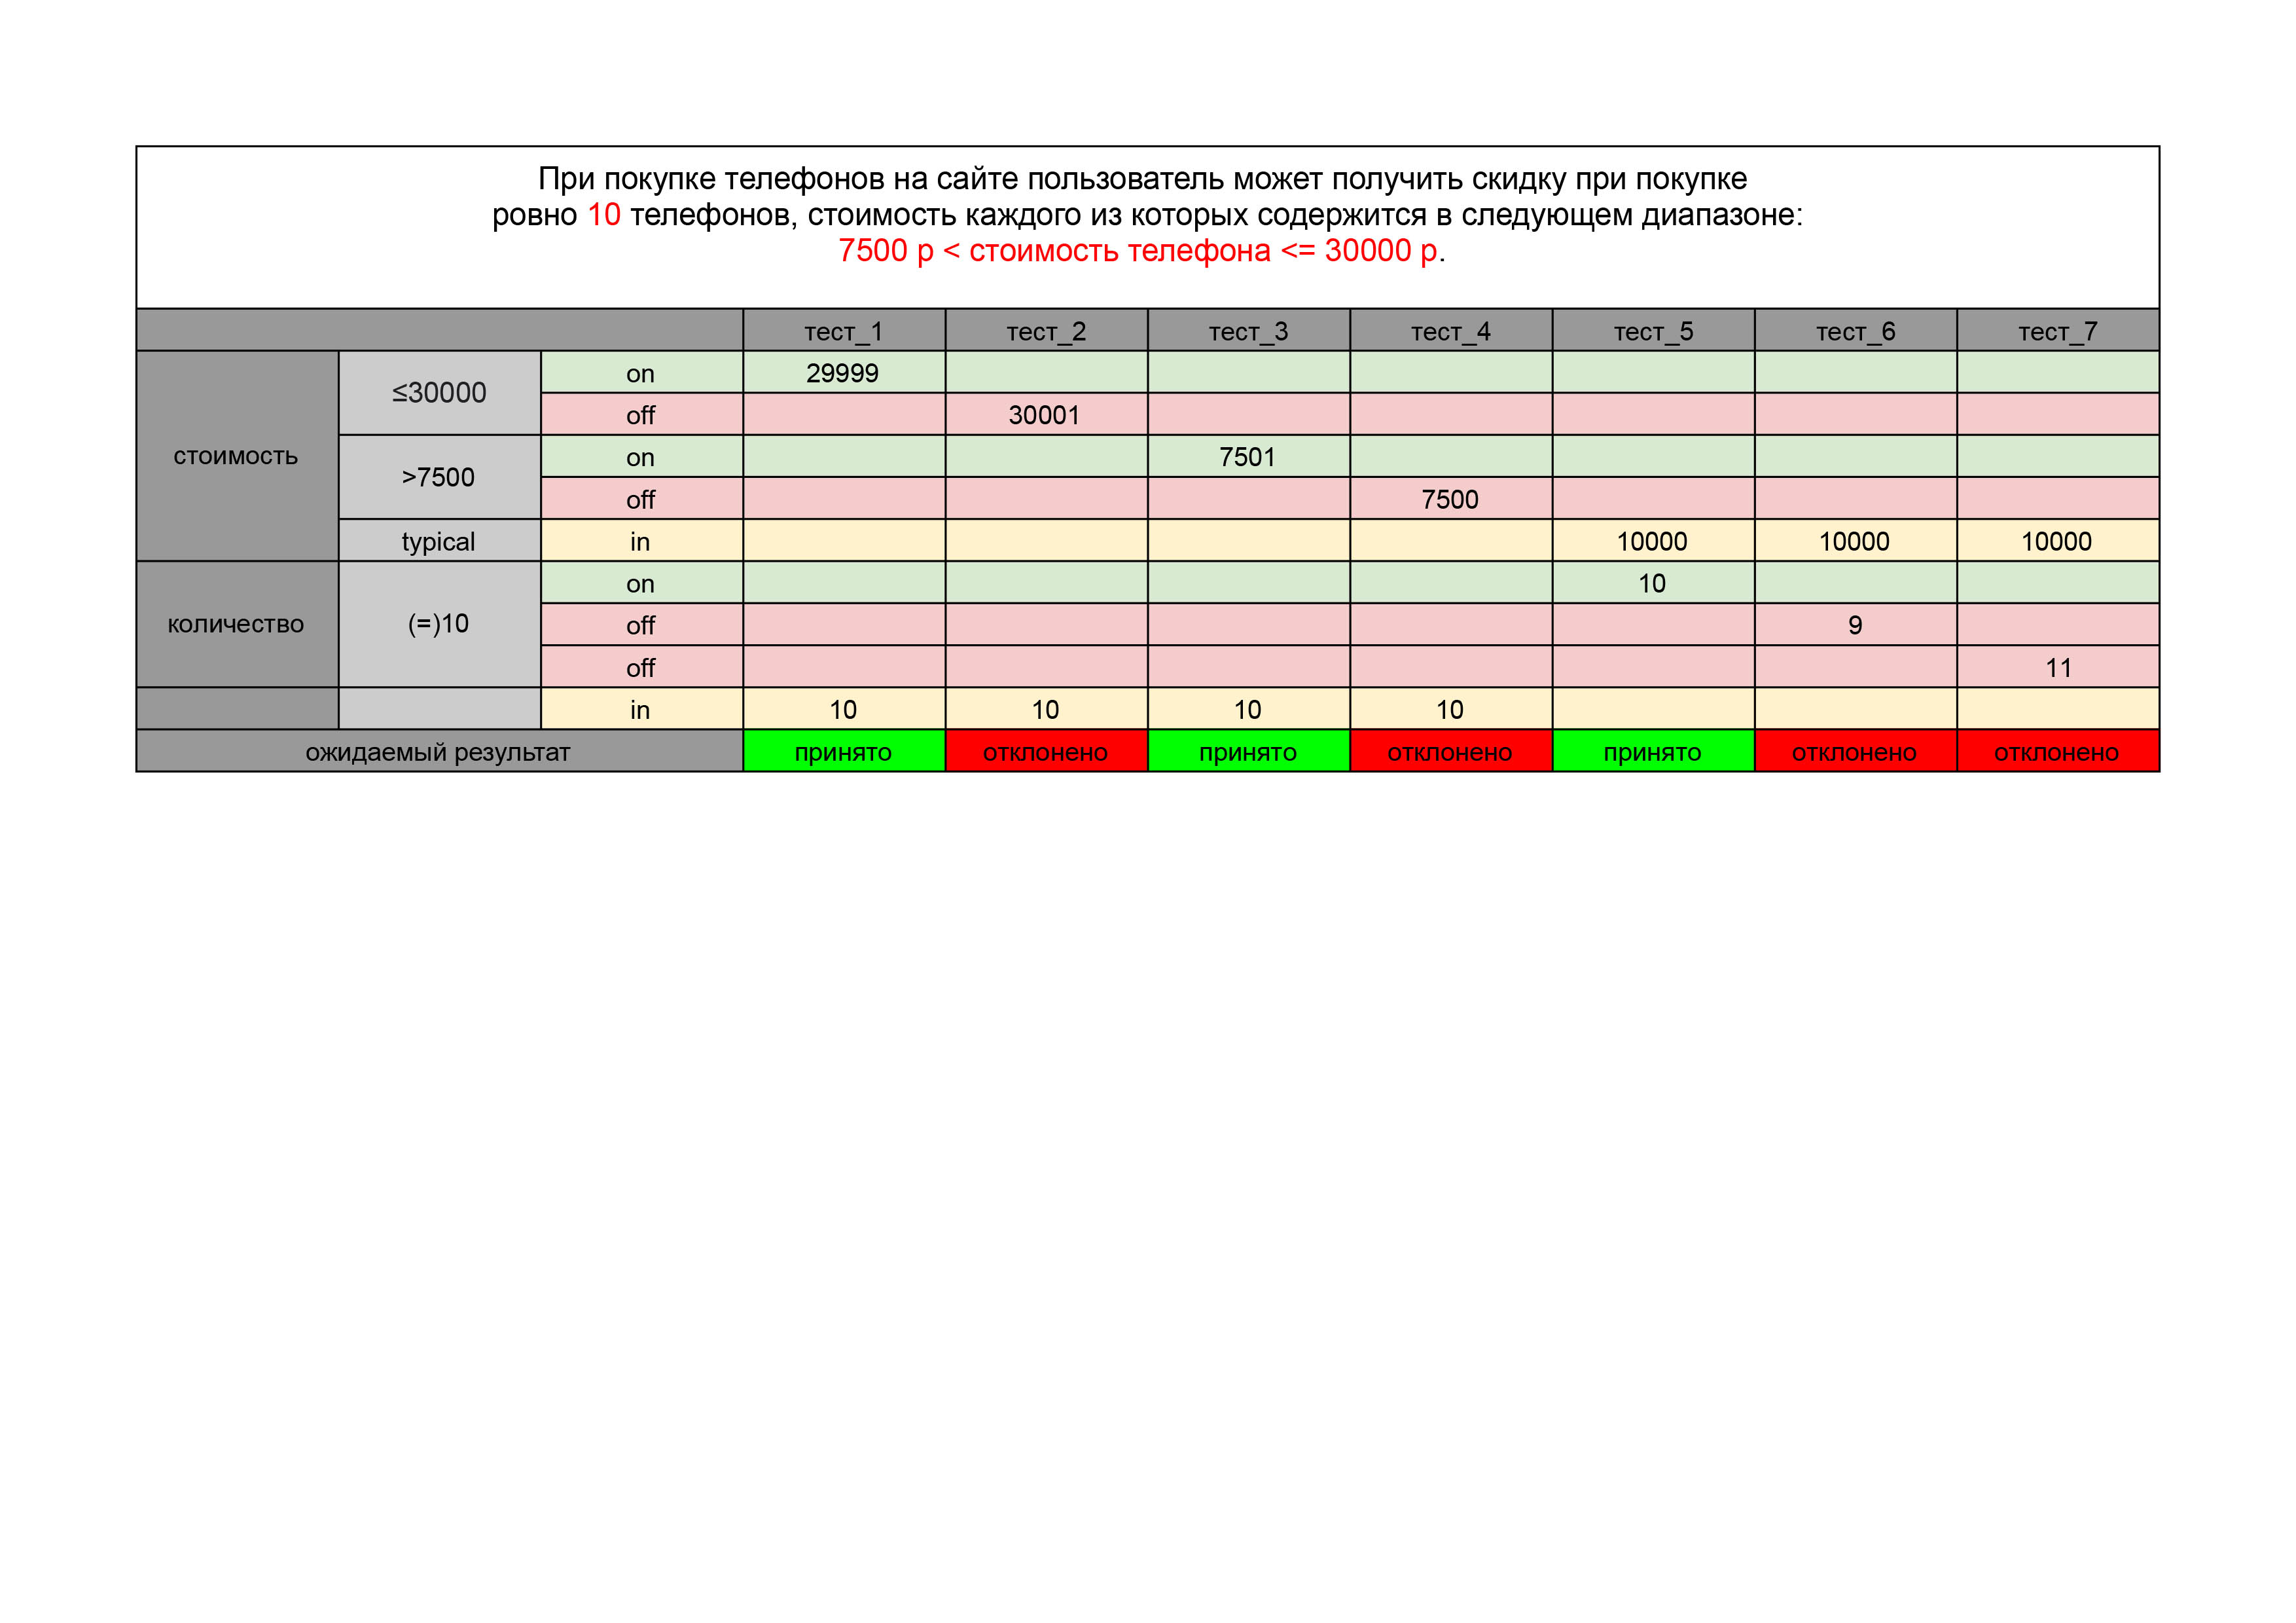 При покупке телефонов на сайте пользователь может получить скидку при покупке
ровно 10 телефонов, стоимость каждого из которых содержится в следующем диапазоне:
7500 р < стоимость телефона <= 30000 р.
тест_1 тест_2 тест_3 тест_4 тест_5 тест_6 тест_7
стоимость ≤30000 on 29999
off 30001
>7500 on 7501
off 7500
typical in 10000 10000 10000
количество (=)10 on 10
off 9
off 11
in 10 10 10 10
ожидаемый результат принято отклонено принято отклонено принято отклонено отклонено